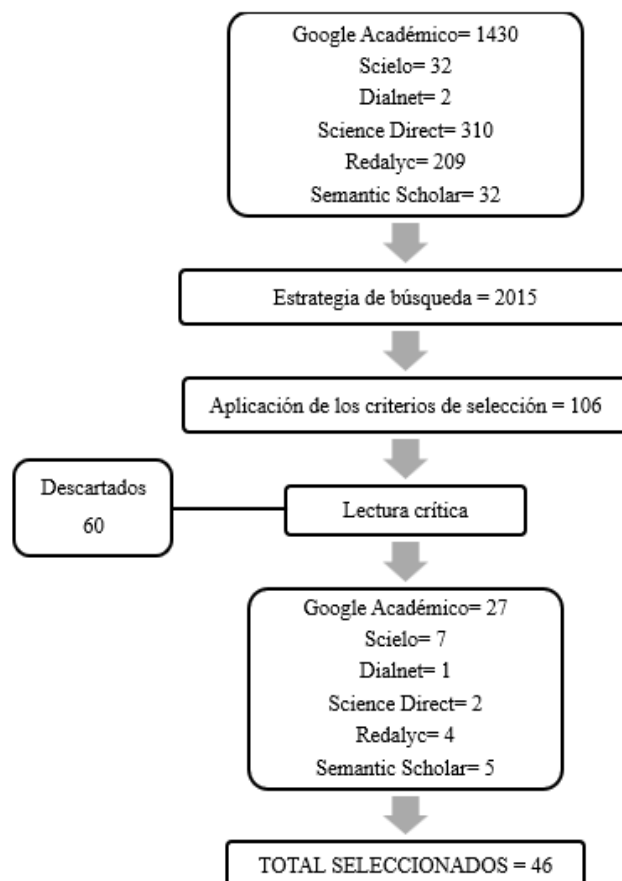 Google Académico= 1430
Scielo= 32
Dialnet= 2
Science Direct= 310
Redalyc= 209
Semantic Scholar= 32
Estrategia de búsqueda = 2015
Aplicación de los criterios de selección = 106
Descartados
60
Lectura crítica
Google Académico= 27
Scielo= 7
Dialnet= 1
Science Direct= 2
Redalyc= 4
Semantic Scholar= 5
TOTAL SELECCIONADOS = 46